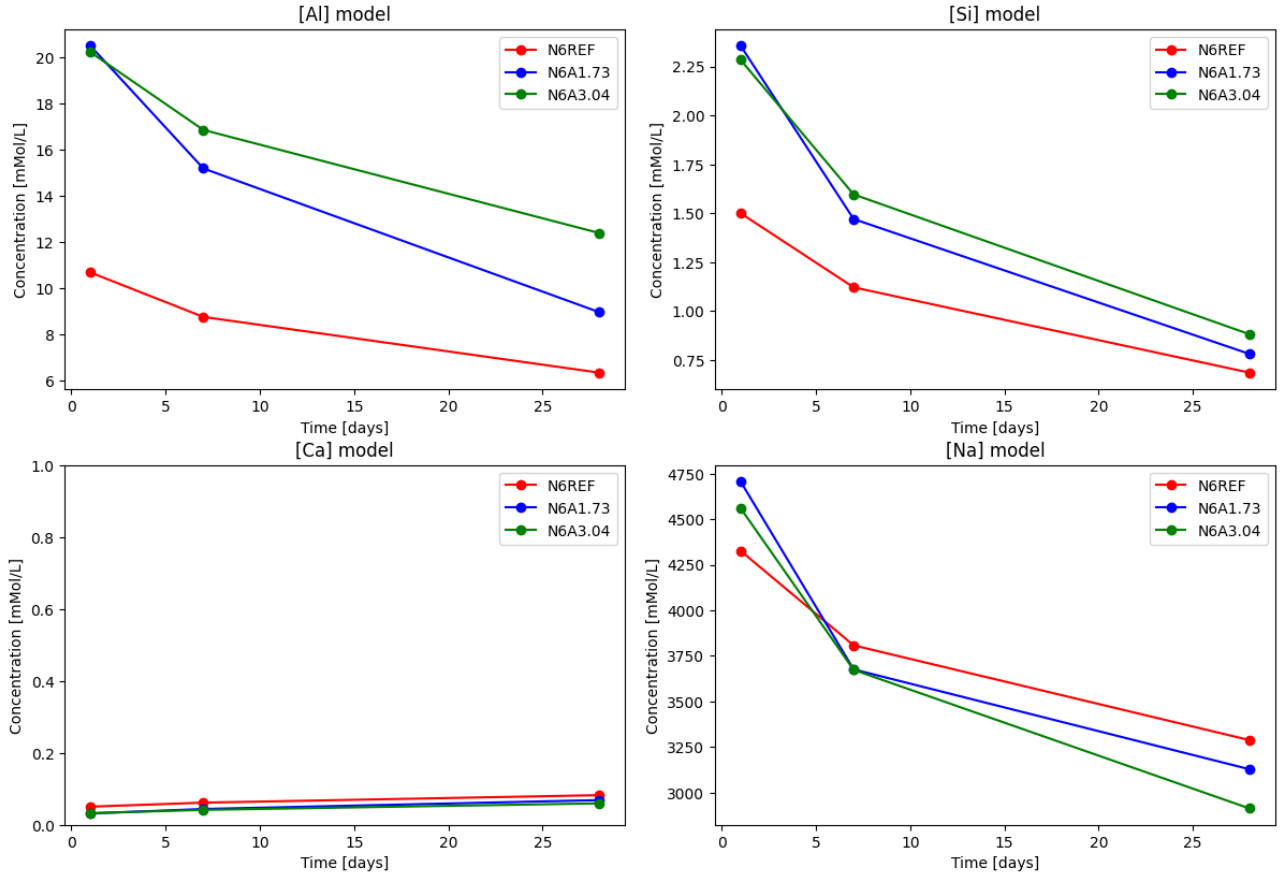 [Al] model
Concentration [mMol/L]
20
18
16
14
12
10
8
6
0
5
10
15
20
25
Time [days]
N6REF
N6A1.73
N6A3.04
[Si] model
Concentration [mMol/L]
2.25
2.00
1.75
1.50
1.25
1.00
0.75
0
5
10
15
20
25
Time [days]
N6REF
N6A1.73
N6A3.04
[Ca] model
Concentration [mMol/L]
1.0
0.8
0.6
0.4
0.2
0.0
0
5
10
15
20
25
Time [days]
N6REF
N6A1.73
N6A3.04
[Na] model
Concentration [mMol/L]
4750
4500
4250
4000
3750
3500
3250
3000
0
5
10
15
20
25
Time [days]
N6REF
N6A1.73
N6A3.04